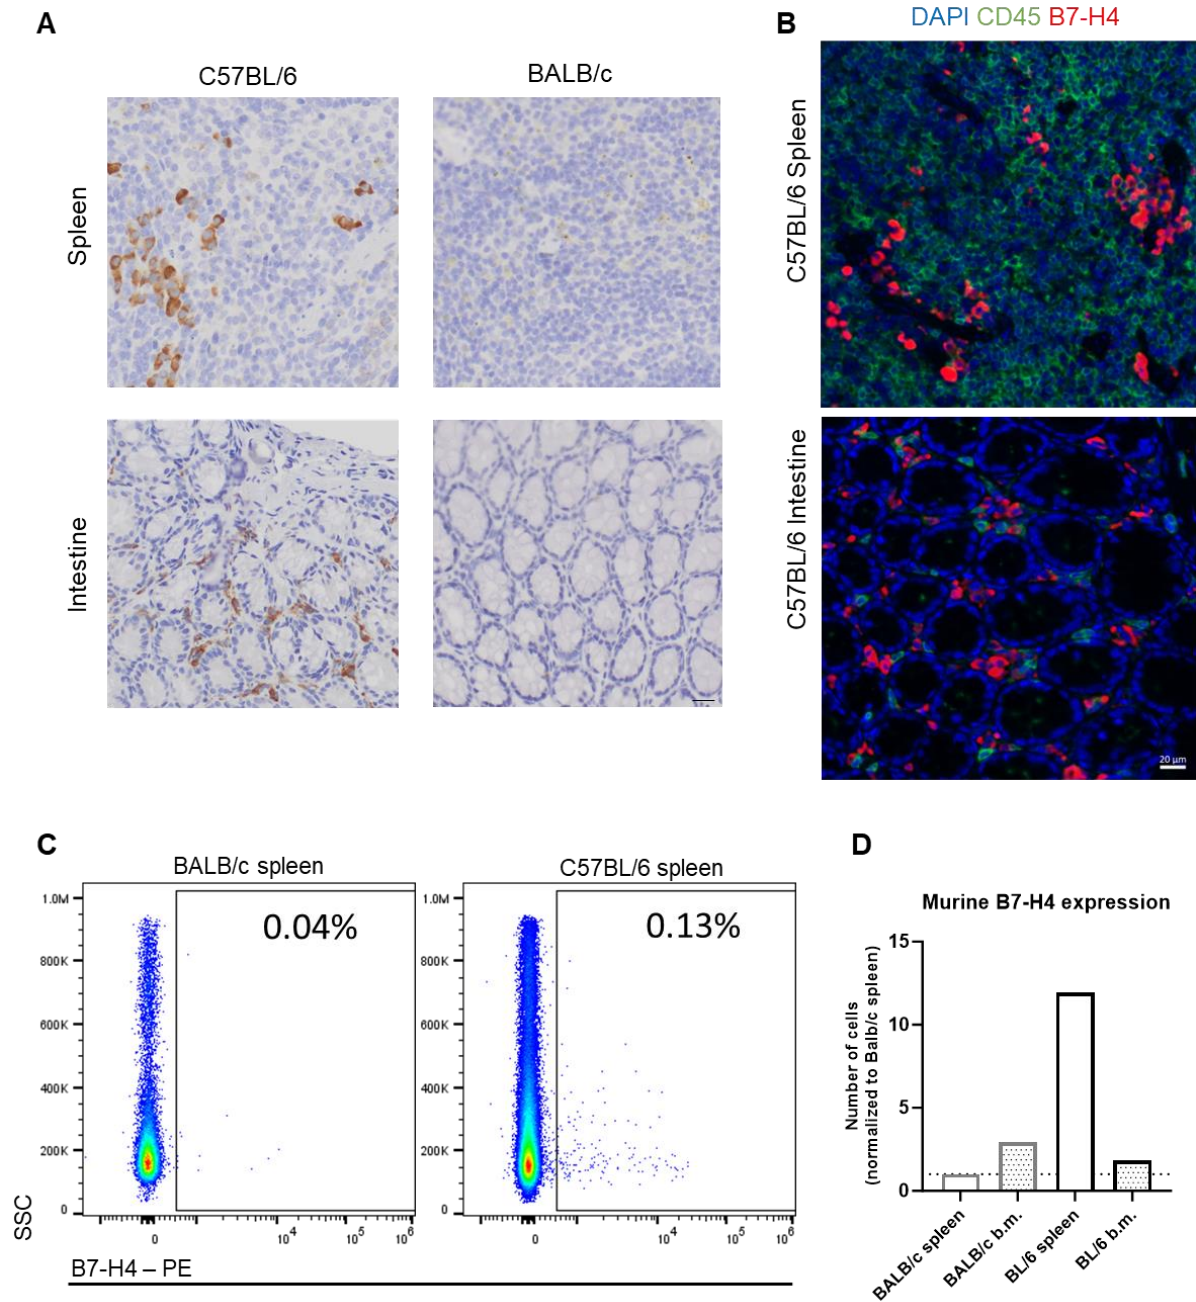 A
C57BL/6
BALB/c
Spleen
Intestine
B
DAPI CD45 B7-H4
C57BL/6 Spleen
C57BL/6 Intestine
20 µm
C
BALB/c spleen
C57BL/6 spleen
0.04%
0.13%
1.0M
800K
600K
400K
200K
0
1.0M
800K
600K
400K
200K
0
SSC
0 10⁴ 10⁵ 10⁶
0 10⁴ 10⁵ 10⁶
B7-H4 – PE
D
Murine B7-H4 expression
Number of cells
(normalized to Balb/c spleen)
15
10
5
0
BALB/c spleen
BALB/c b.m.
BL/6 spleen
BL/6 b.m.